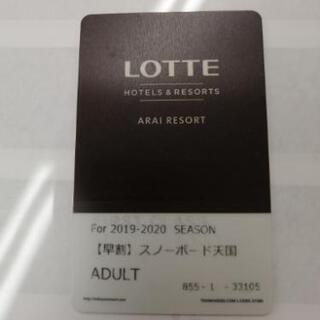 LOTTE
HOTELS & RESORTS
ARAI RESORT
For 2019-2020 SEASON
【早割】スノーボード天国
ADULT
855-1 -33105